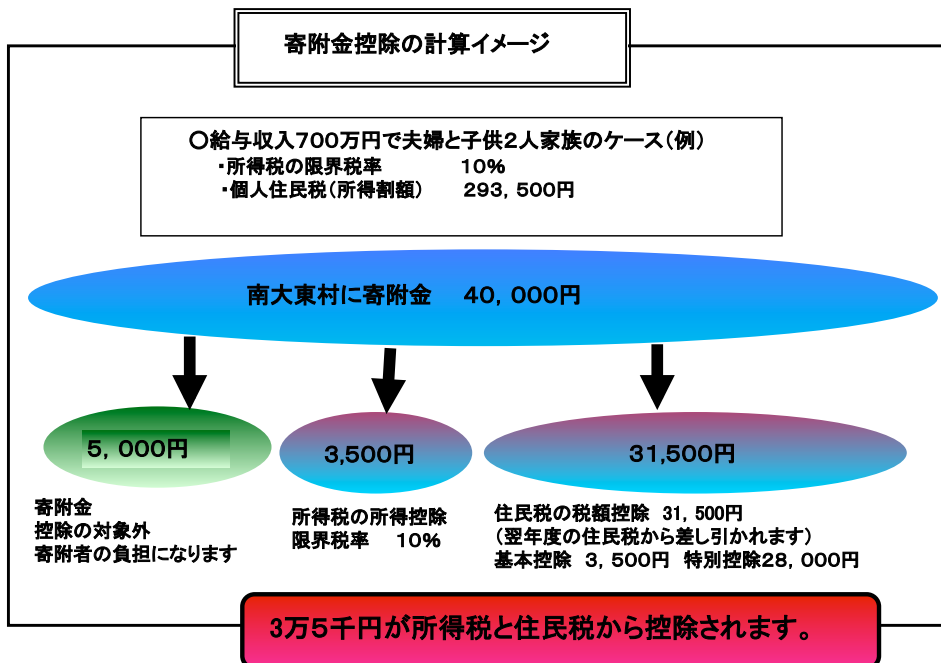 寄附金控除の計算イメージ
○給与収入700万円で夫婦と子供2人家族のケース(例)
・所得税の限界税率 10%
・個人住民税(所得割額) 293,500円
南大東村に寄附金 40,000円
5,000円
3,500円
31,500円
寄附金
控除の対象外
寄附者の負担になります
所得税の所得控除
限界税率 10%
住民税の税額控除 31,500円
(翌年度の住民税から差し引かれます)
基本控除 3,500円 特別控除28,000円
3万5千円が所得税と住民税から控除されます。